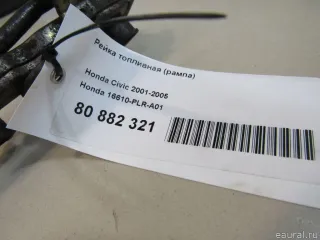 Рейка топливная (рампа)
Honda Civic 2001-2005
Honda 16610-PLR-A01
80 882 321
eaural.ru